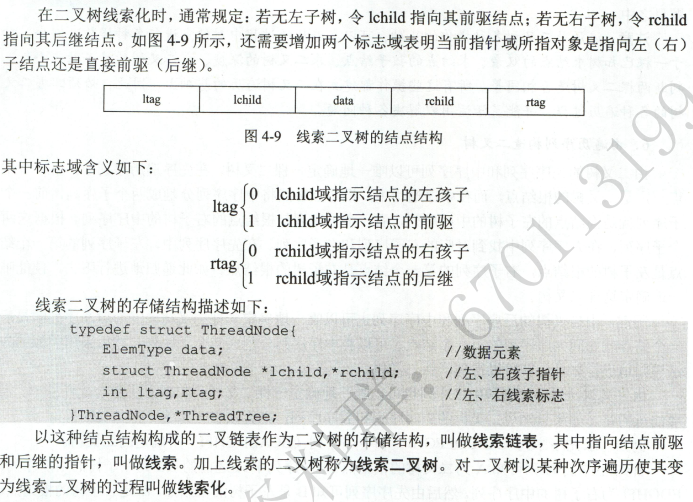 在二叉树线索化时，通常规定：若无左子树，令 lchild 指向其前驱结点；若无右子树，令 rchild
指向其后继结点。如图 4-9 所示，还需要增加两个标志域表明当前指针域所指对象是指向左（右）
子结点还是直接前驱（后继）。
ltag lchild data rchild rtag
图 4-9 线索二叉树的结点结构
其中标志域含义如下：
ltag{0 lchild域指示结点的左孩子
1 lchild域指示结点的前驱
rtag{0 rchild域指示结点的右孩子
1 rchild域指示结点的后继
线索二叉树的存储结构描述如下：
typedef struct ThreadNode{
ElemType data; //数据元素
struct ThreadNode *lchild,*rchild; //左、右孩子指针
int ltag,rtag; //左、右线索标志
}ThreadNode,*ThreadTree;
以这种结点结构构成的二叉链表作为二叉树的存储结构，叫做线索链表，其中指向结点前驱
和后继的指针，叫做线索。加上线索的二叉树称为线索二叉树。对二叉树以某种次序遍历使其变
为线索二叉树的过程叫做线索化。
料群：670113199